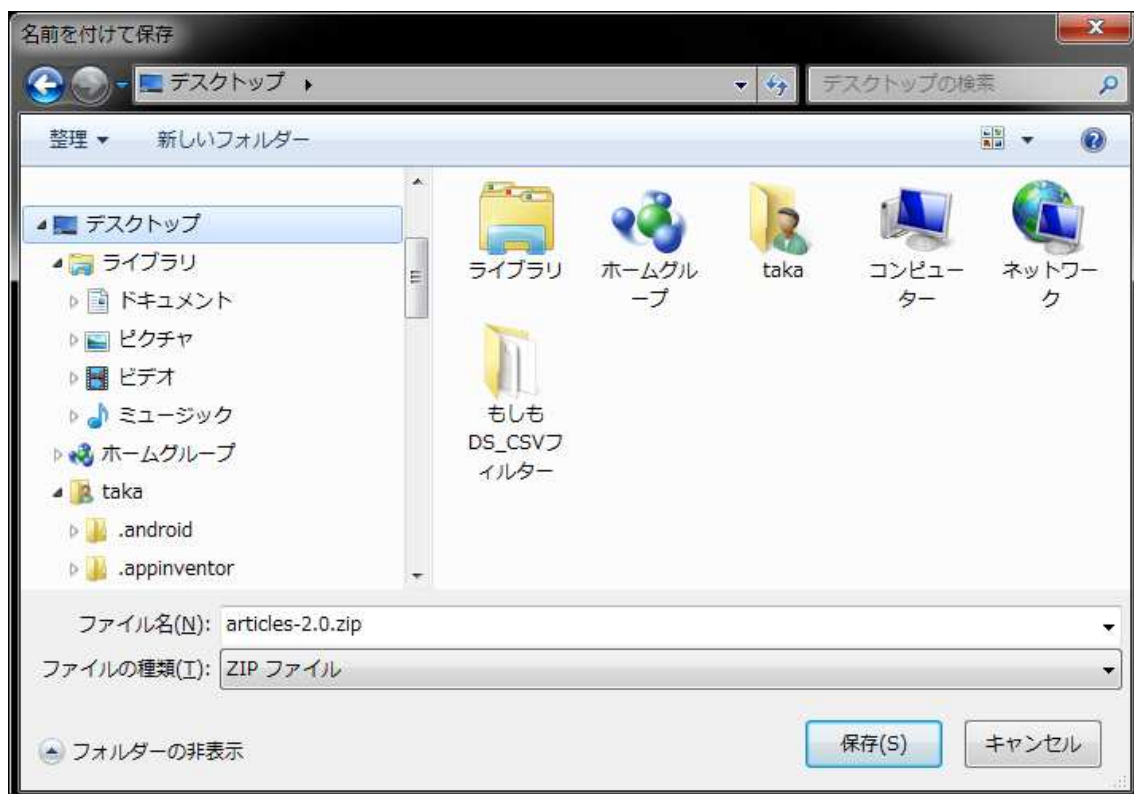 名前を付けて保存
デスクトップ
デスクトップの検索
整理
新しいフォルダー
デスクトップ
ライブラリ
ドキュメント
ピクチャ
ビデオ
ミュージック
ホームグループ
taka
.android
.appinventor
ライブラリ
ホームグル
ープ
taka
コンピュー
ター
ネットワー
ク
もしも
DS_CSVフ
ィルター
ファイル名(N): articles-2.0.zip
ファイルの種類(T): ZIP ファイル
フォルダーの非表示
保存(S)
キャンセル